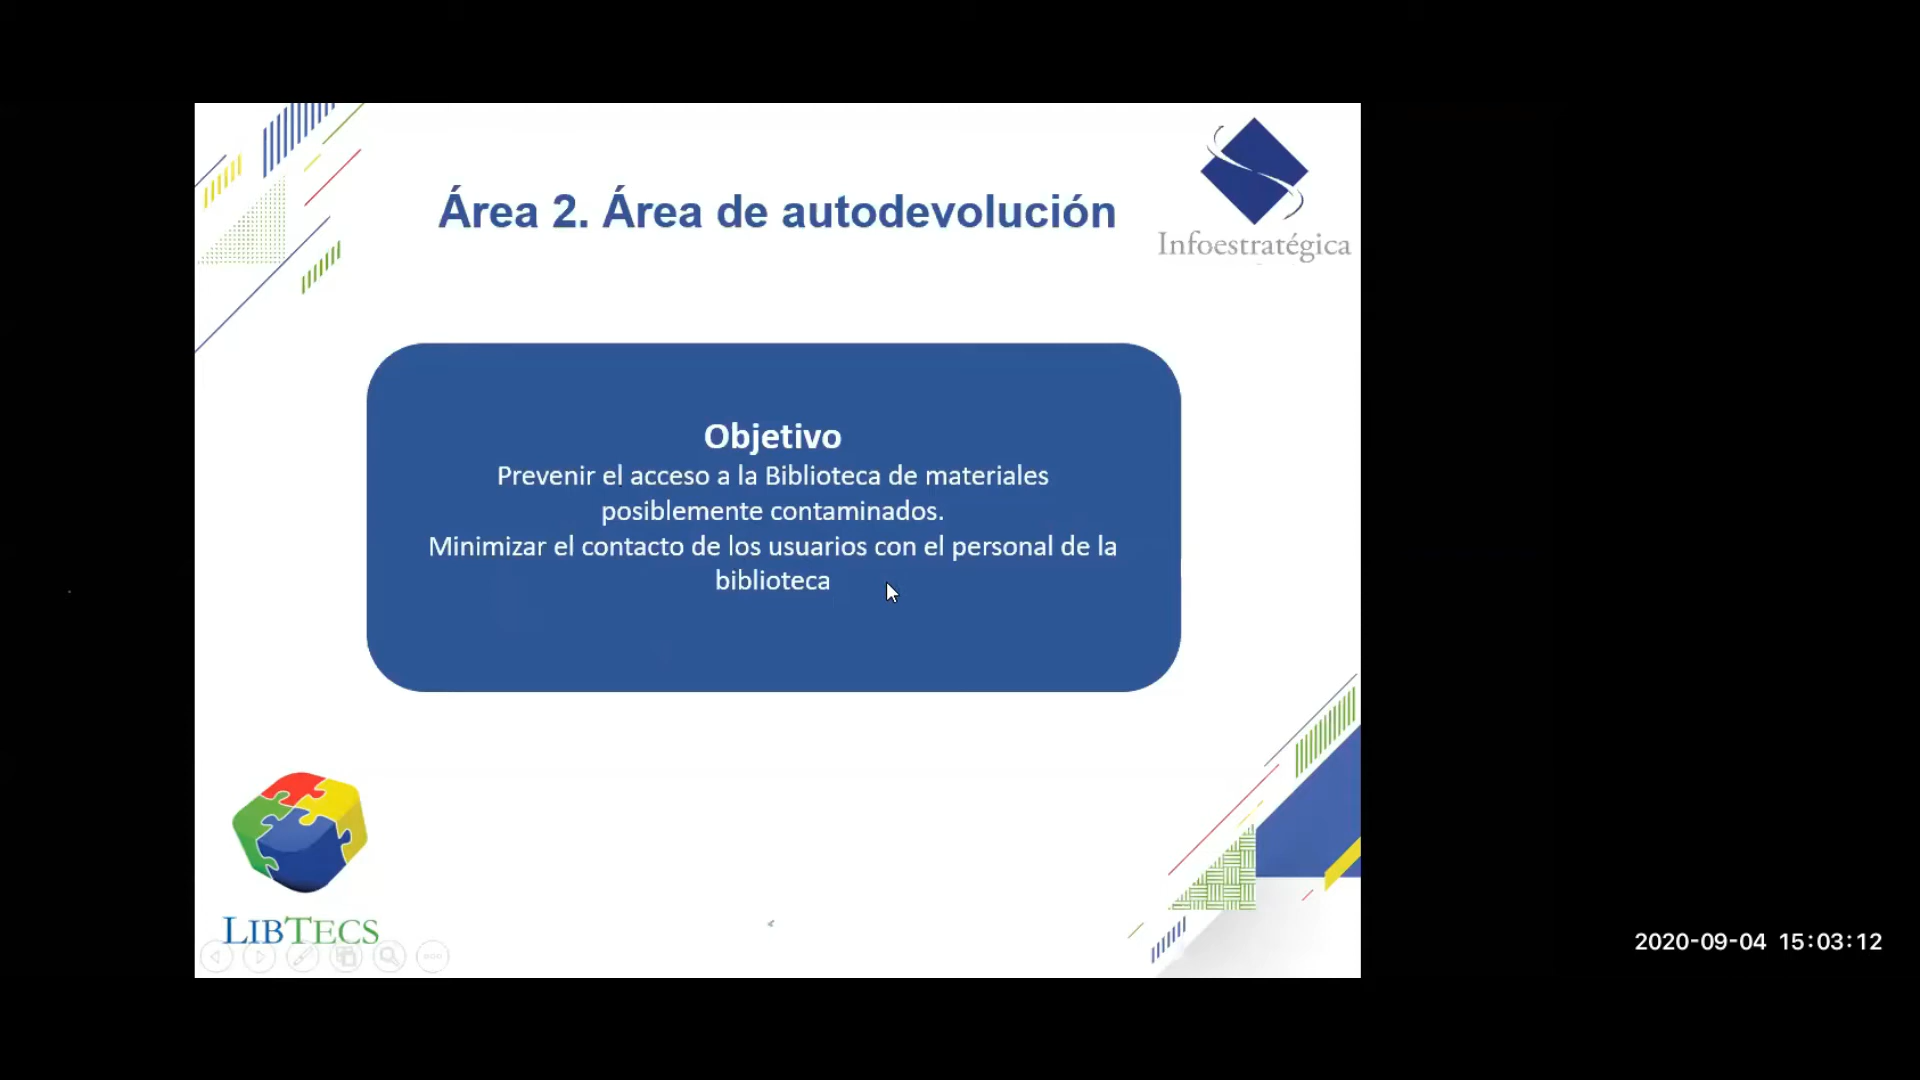 Área 2. Área de autodevolución
Infoestratégica
Objetivo
Prevenir el acceso a la Biblioteca de materiales
posiblemente contaminados.
Minimizar el contacto de los usuarios con el personal de la
biblioteca
LIBTECS
2020-09-04 15:03:12